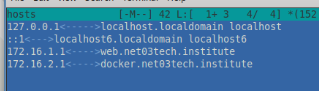 hosts [-M--] 42 L:[ 1+ 3 4/ 4] *(152
127.0.0.1<----->localhost.localdomain localhost
::1<--->localhost6.localdomain localhost6
172.16.1.1<---->web.net03tech.institute
172.16.2.1<---->docker.net03tech.institute